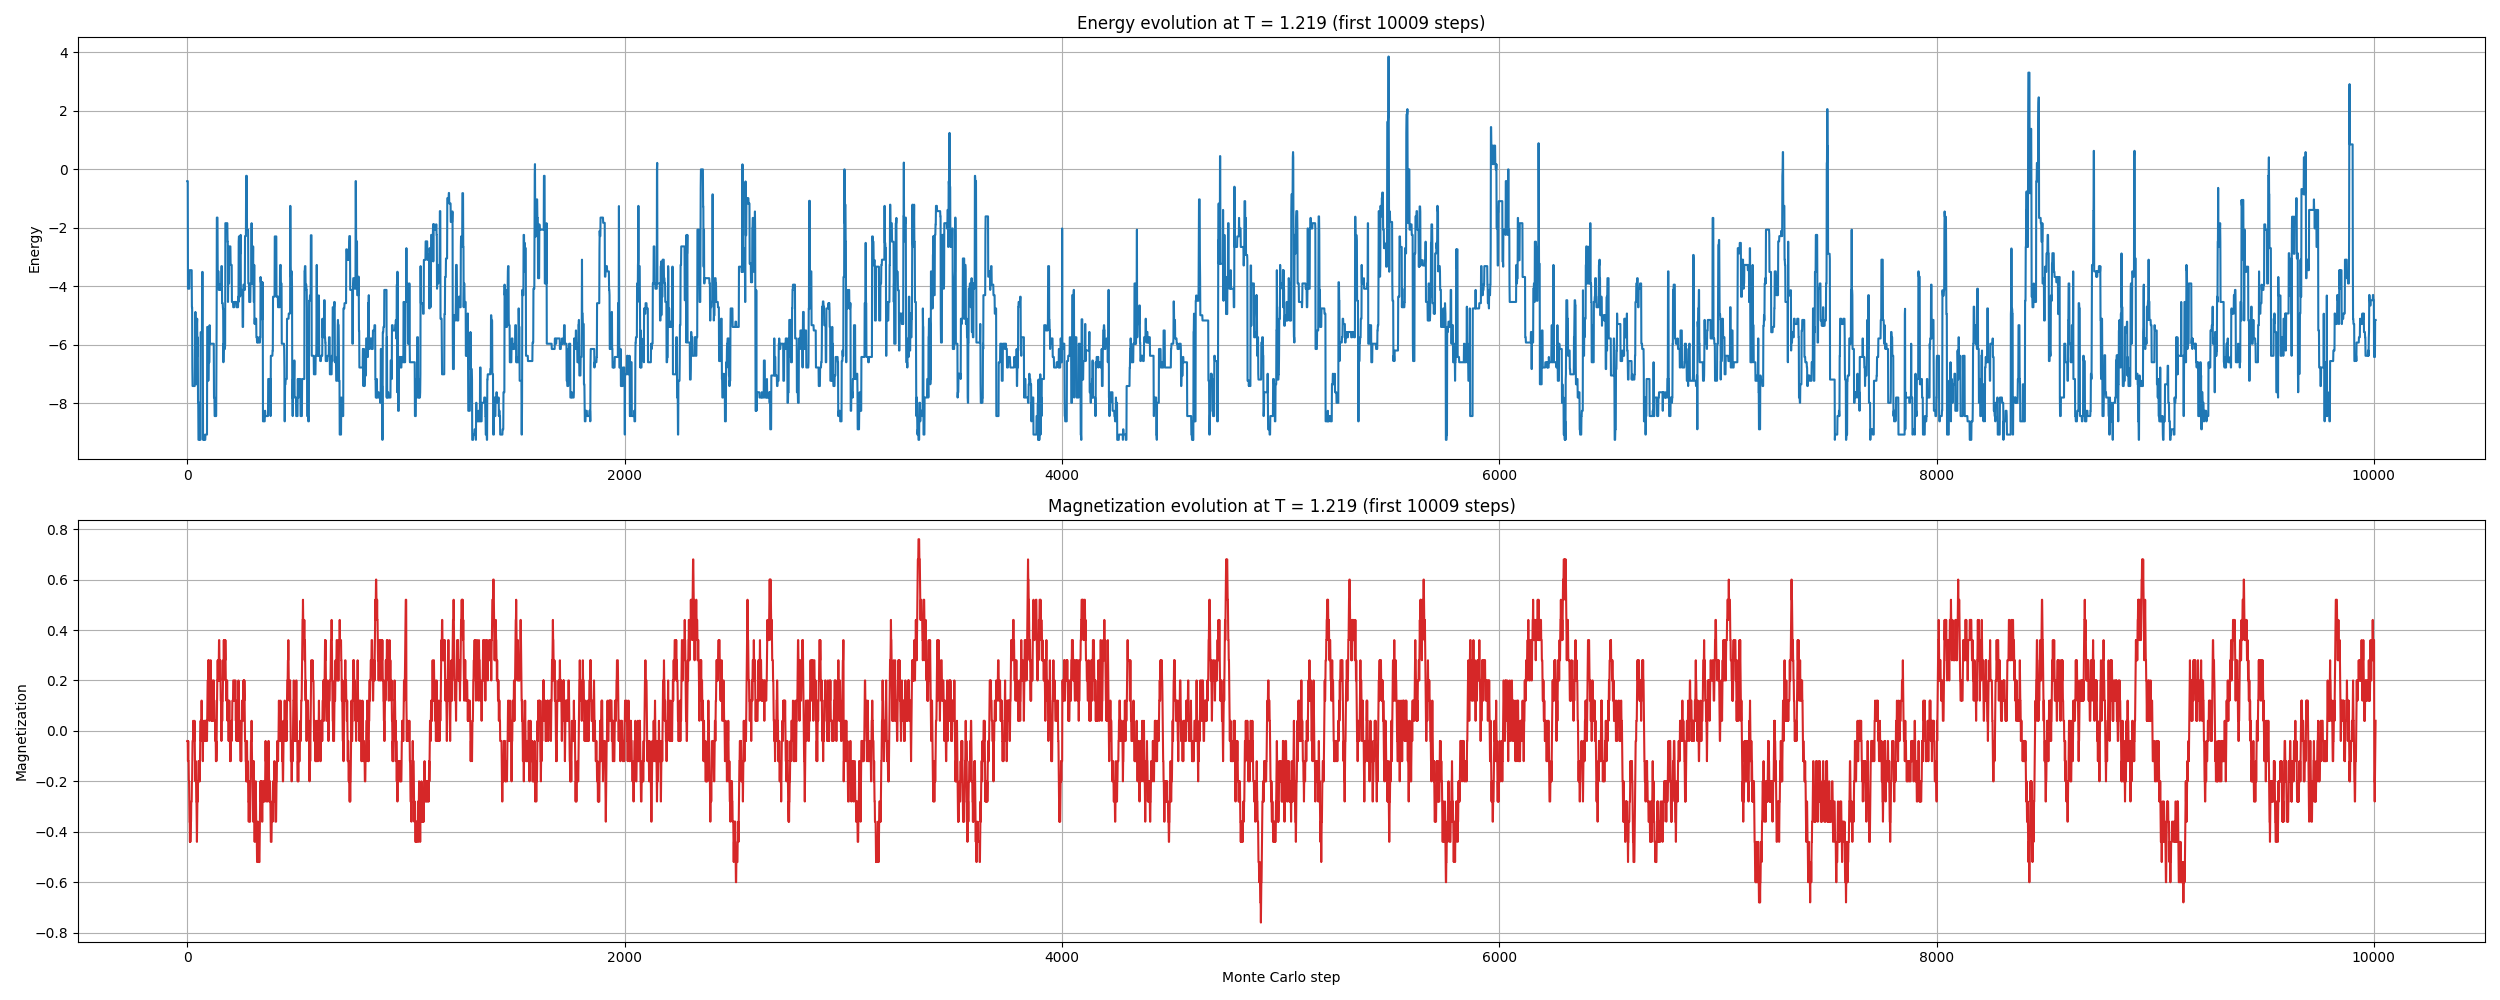 Energy evolution at T = 1.219 (first 10009 steps)
Energy
4
2
0
−2
−4
−6
−8
0 2000 4000 6000 8000 10000
Magnetization evolution at T = 1.219 (first 10009 steps)
Magnetization
0.8
0.6
0.4
0.2
0.0
−0.2
−0.4
−0.6
−0.8
0 2000 4000 6000 8000 10000
Monte Carlo step